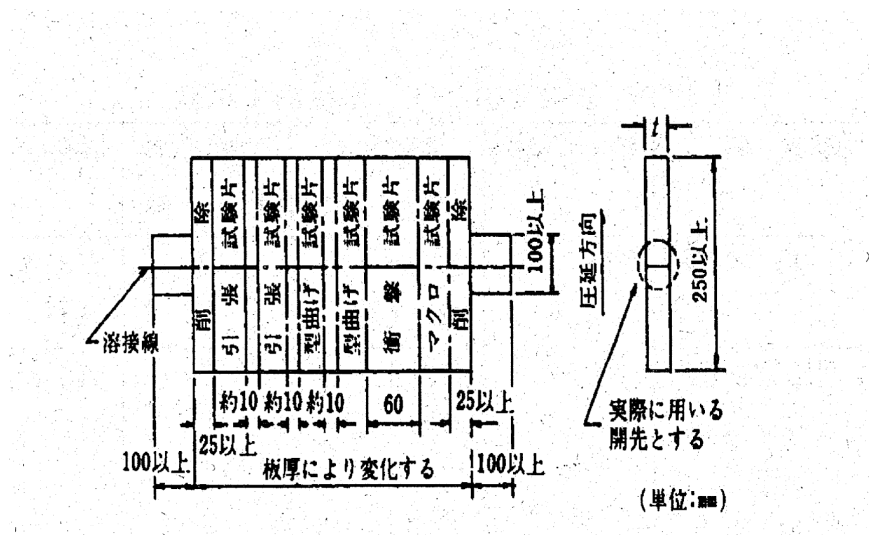 t
削除
引張試験片
引張試験片
型曲げ試験片
型曲げ試験片
衝撃試験片
マクロ試験片
削除
100以上
圧延方向
250以上
溶接線
約10
約10
約10
60
25以上
25以上
実際に用いる
開先とする
100以上
板厚により変化する
100以上
(単位:mm)